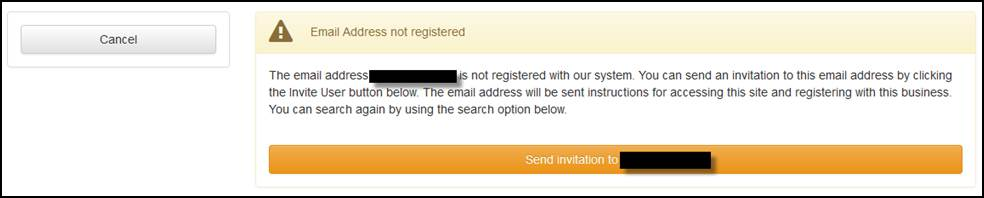 Cancel
Email Address not registered
The email address is not registered with our system. You can send an invitation to this email address by clicking
the Invite User button below. The email address will be sent instructions for accessing this site and registering with this business.
You can search again by using the search option below.
Send invitation to